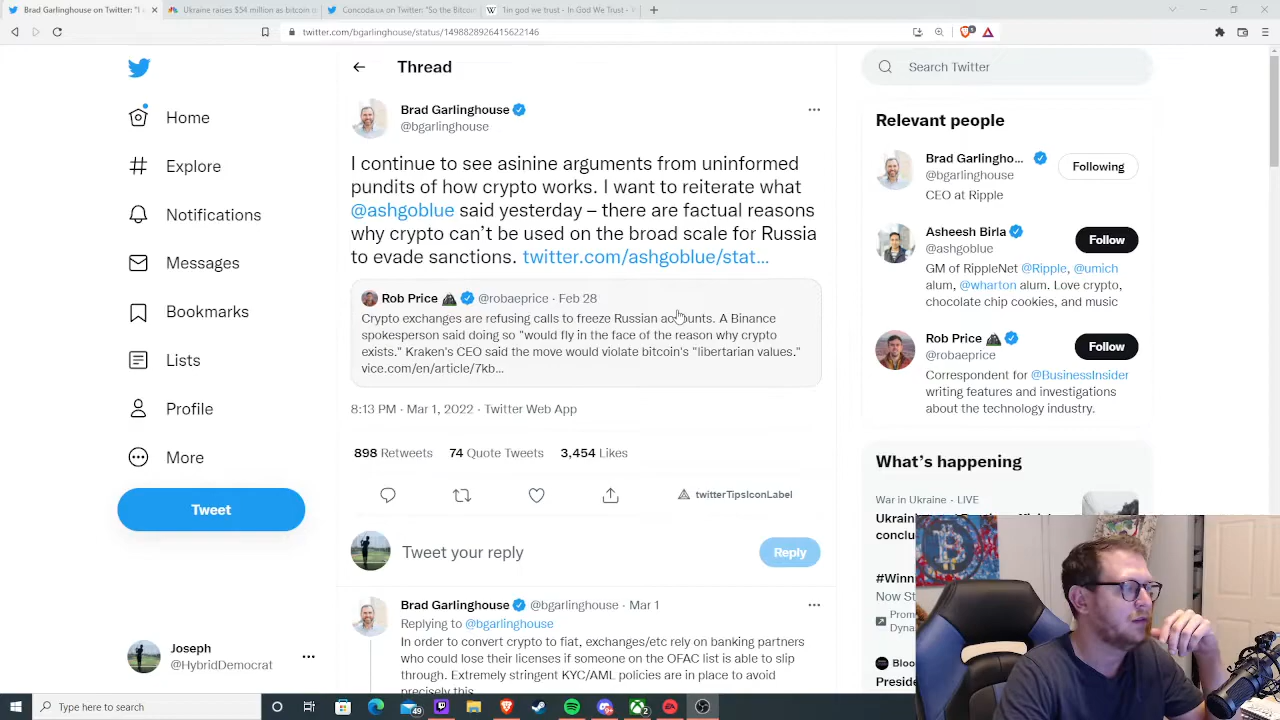 Brad Garlinghouse on Twitter: "I
Ukraine raises $54 million as bitcoin
Concoda.ux on Twitter: "So the Bitcoin
W Tin god we trust - In God We Trust -
twitter.com/bgarlinghouse/status/1498828926415622146
Home
Explore
Notifications
Messages
Bookmarks
Lists
Profile
More
Tweet
Joseph
@HybridDemocrat
Thread
Brad Garlinghouse
@bgarlinghouse
I continue to see asinine arguments from uninformed
pundits of how crypto works. I want to reiterate what
@ashgoblue said yesterday – there are factual reasons
why crypto can't be used on the broad scale for Russia
to evade sanctions. twitter.com/ashgoblue/stat…
Rob Price @robaeprice · Feb 28
Crypto exchanges are refusing calls to freeze Russian accounts. A Binance
spokesperson said doing so "would fly in the face of the reason why crypto
exists." Kraken's CEO said the move would violate bitcoin's "libertarian values."
vice.com/en/article/7kb…
8:13 PM · Mar 1, 2022 · Twitter Web App
898 Retweets 74 Quote Tweets 3,454 Likes
twitterTipsIconLabel
Tweet your reply
Reply
Brad Garlinghouse @bgarlinghouse · Mar 1
Replying to @bgarlinghouse
In order to convert crypto to fiat, exchanges/etc rely on banking partners
who could lose their licenses if someone on the OFAC list is able to slip
through. Extremely stringent KYC/AML policies are in place to avoid
precisely this.
Search Twitter
Relevant people
Brad Garlingho…
@bgarlinghouse
Following
CEO at Ripple
Asheesh Birla
@ashgoblue
Follow
GM of RippleNet @Ripple, @umich
alum, @wharton alum. Love crypto,
chocolate chip cookies, and music
Rob Price
@robaeprice
Follow
Correspondent for @BusinessInsider
writing features and investigations
about the technology industry.
What's happening
War in Ukraine · LIVE
conclu
#Winn
Now St
Prom
Dyna
Bloo
Preside
Type here to search
49
2